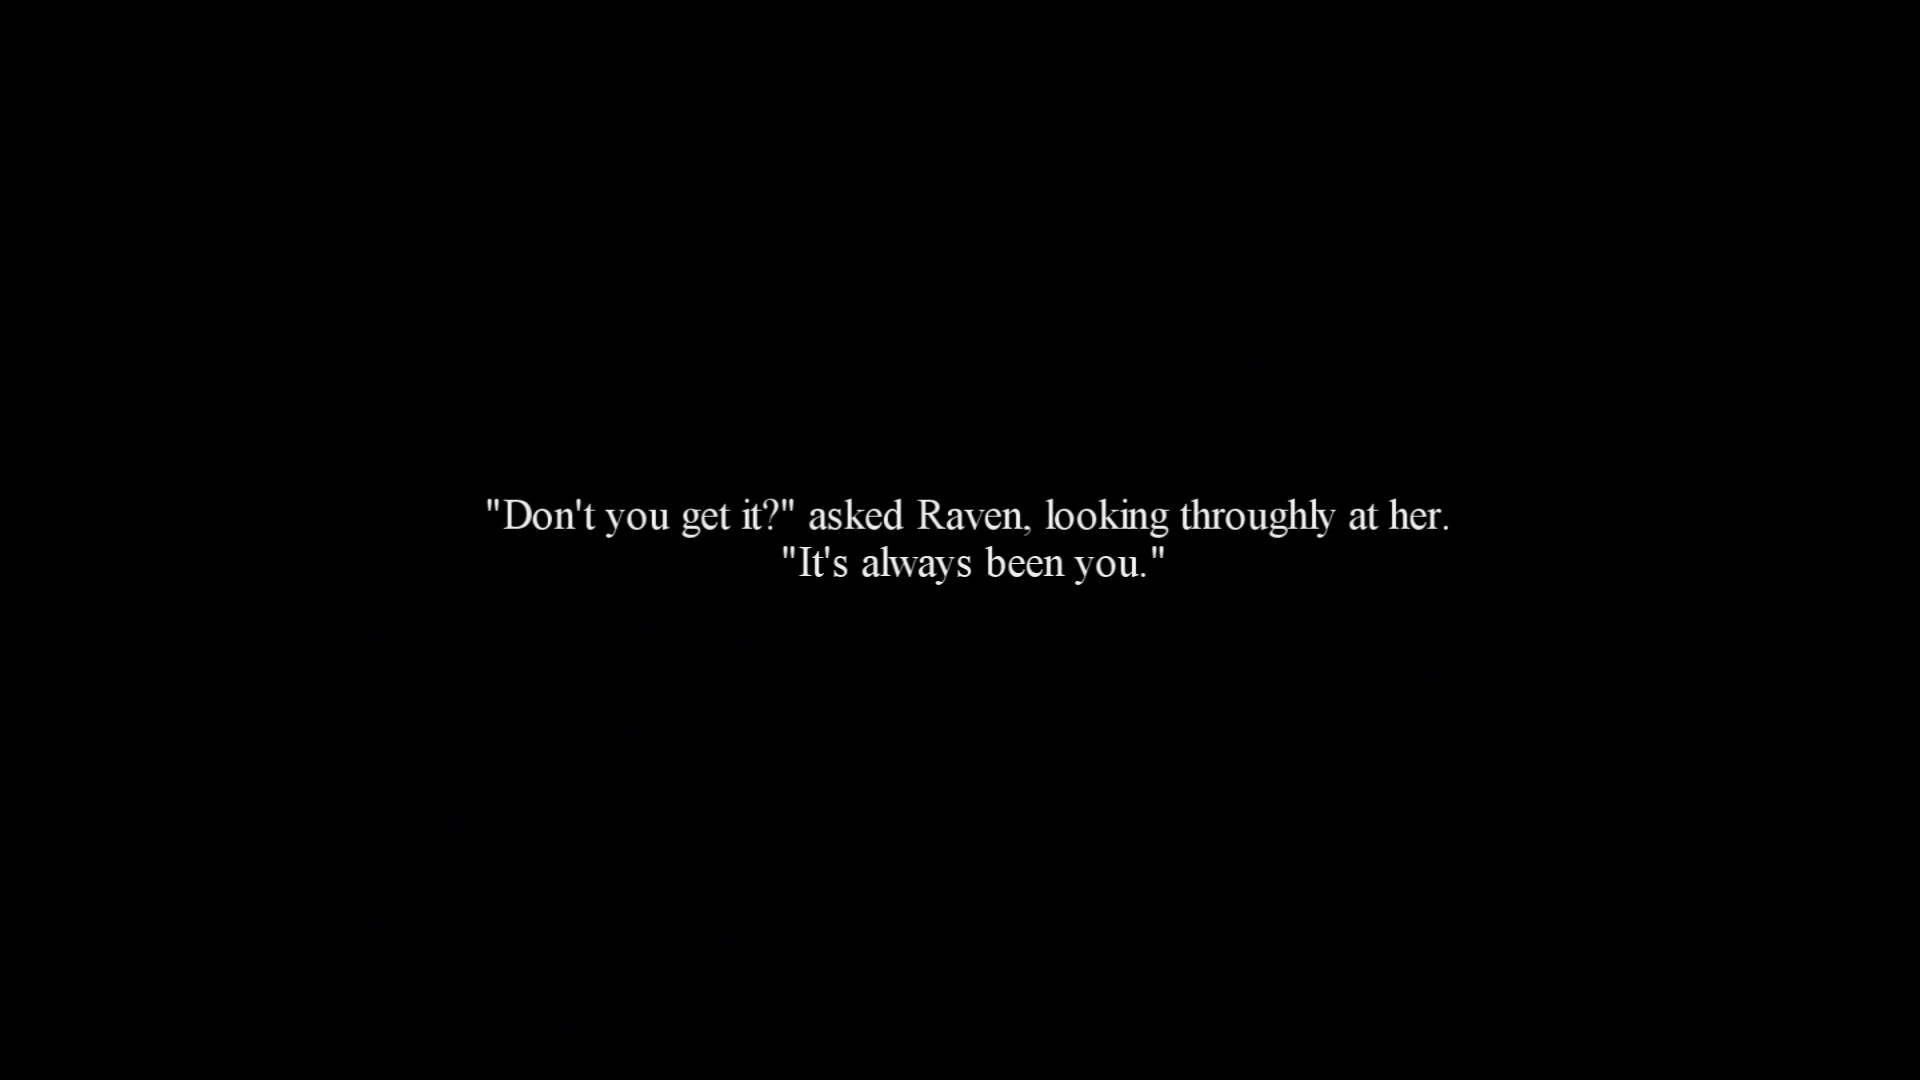 "Don't you get it?" asked Raven, looking throughly at her.
"It's always been you."